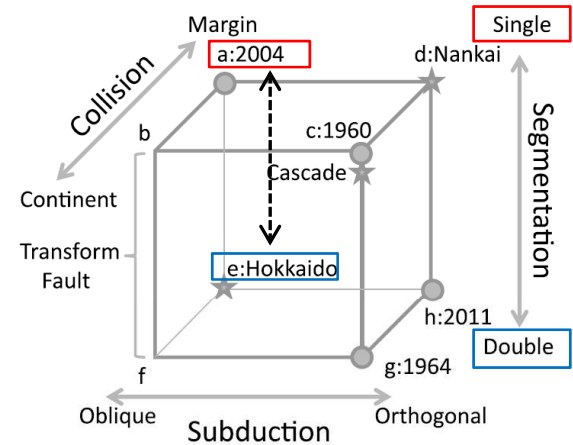 Margin
Single
a:2004
d:Nankai
Collision
b
c:1960
Cascade
Segmentation
Continent
Transform
Fault
e:Hokkaido
h:2011
Double
g:1964
f
Oblique
Orthogonal
Subduction